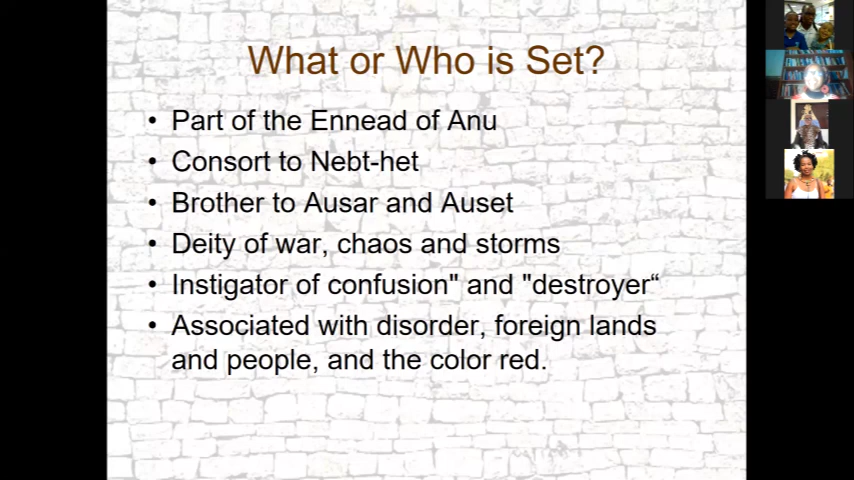 What or Who is Set?
• Part of the Ennead of Anu
• Consort to Nebt-het
• Brother to Ausar and Auset
• Deity of war, chaos and storms
• Instigator of confusion" and "destroyer“
• Associated with disorder, foreign lands
and people, and the color red.